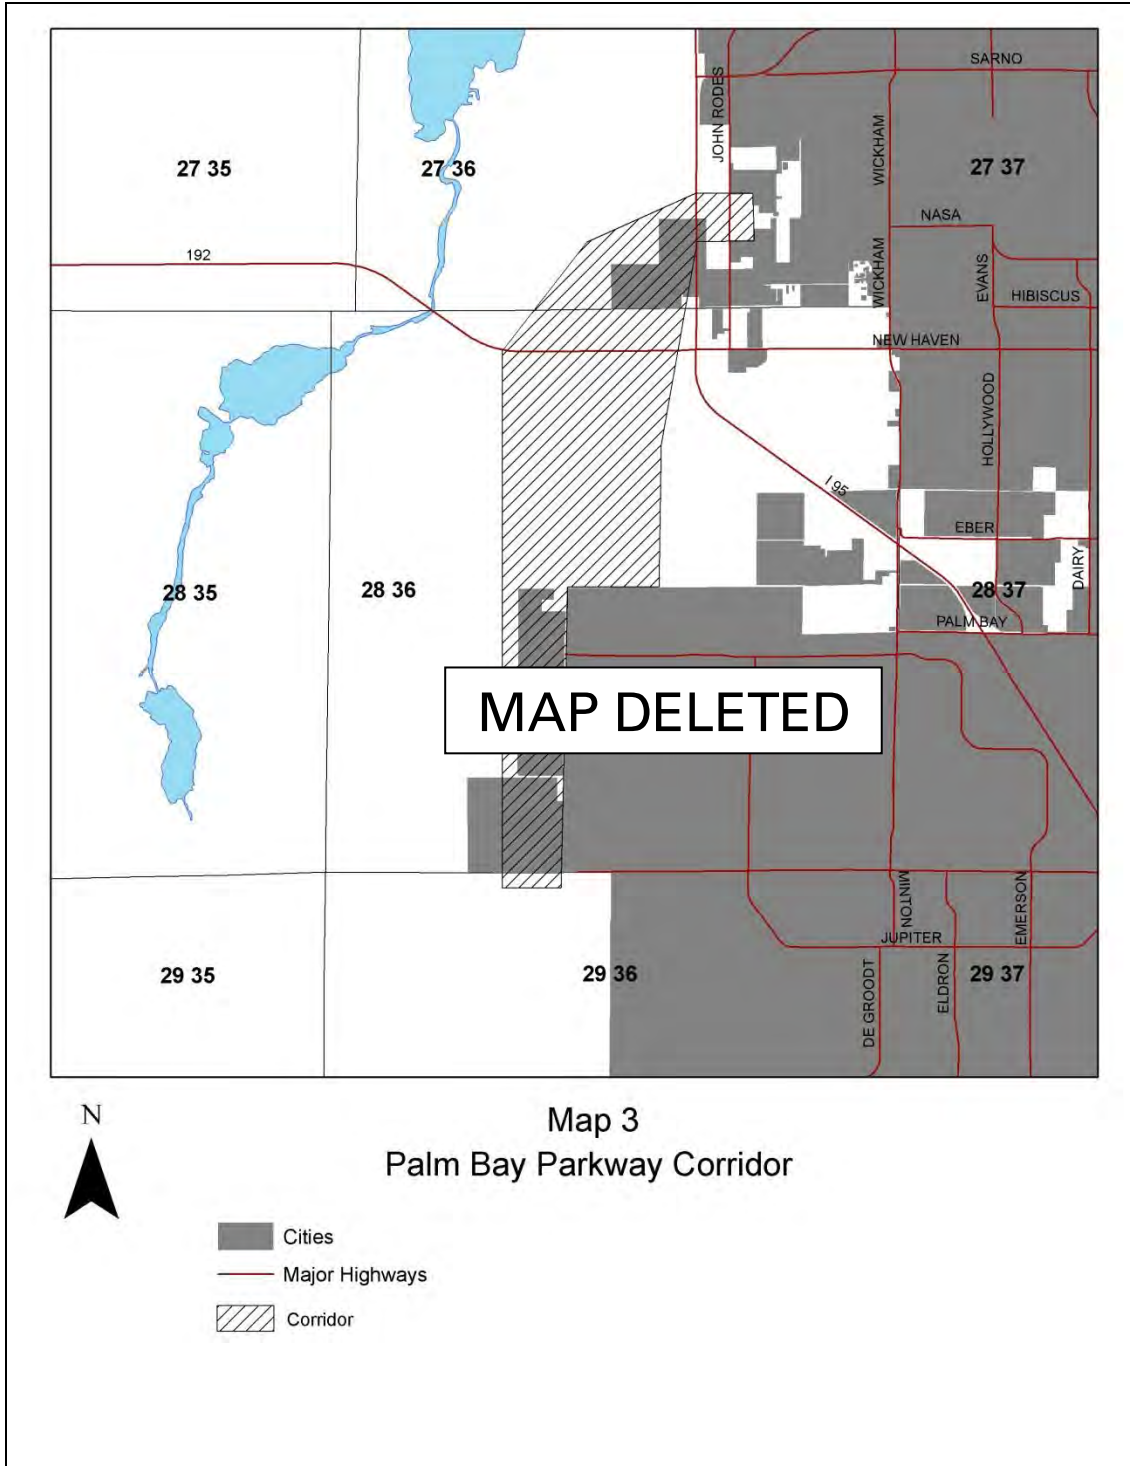 SARNO
JOHN RODES
WICKHAM
27 35
27 36
27 37
NASA
192
WICKHAM
EVANS
HIBISCUS
NEW HAVEN
HOLLYWOOD
I 95
EBER
DAIRY
28 35
28 36
28 37
PALM BAY
MAP DELETED
MINTON
EMERSON
JUPITER
29 35
29 36
29 37
DE GROODT
ELDRON
N
Map 3
Palm Bay Parkway Corridor
Cities
Major Highways
Corridor